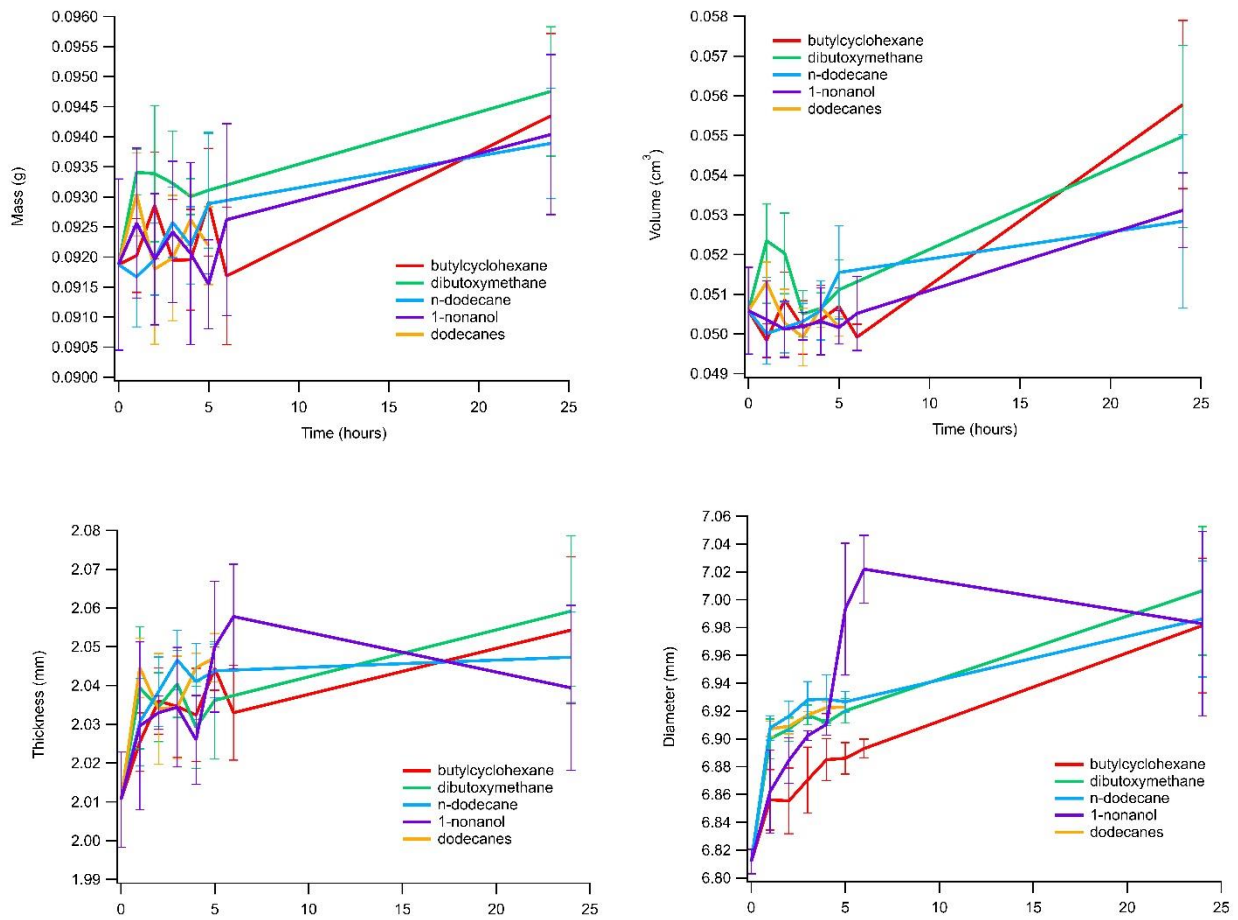 0.0960
0.0955
0.0950
0.0945
0.0940
0.0935
0.0930
0.0925
0.0920
0.0915
0.0910
0.0905
0.0900
Mass (g)
butylcyclohexane
dibutoxymethane
n-dodecane
1-nonanol
dodecanes
0 5 10 15 20 25
Time (hours)
0.058
0.057
0.056
0.055
0.054
0.053
0.052
0.051
0.050
0.049
Volume (cm³)
butylcyclohexane
dibutoxymethane
n-dodecane
1-nonanol
dodecanes
0 5 10 15 20 25
Time (hours)
2.08
2.07
2.06
2.05
2.04
2.03
2.02
2.01
2.00
1.99
Thickness (mm)
butylcyclohexane
dibutoxymethane
n-dodecane
1-nonanol
dodecanes
0 5 10 15 20 25
7.06
7.04
7.02
7.00
6.98
6.96
6.94
6.92
6.90
6.88
6.86
6.84
6.82
6.80
Diameter (mm)
butylcyclohexane
dibutoxymethane
n-dodecane
1-nonanol
dodecanes
0 5 10 15 20 25